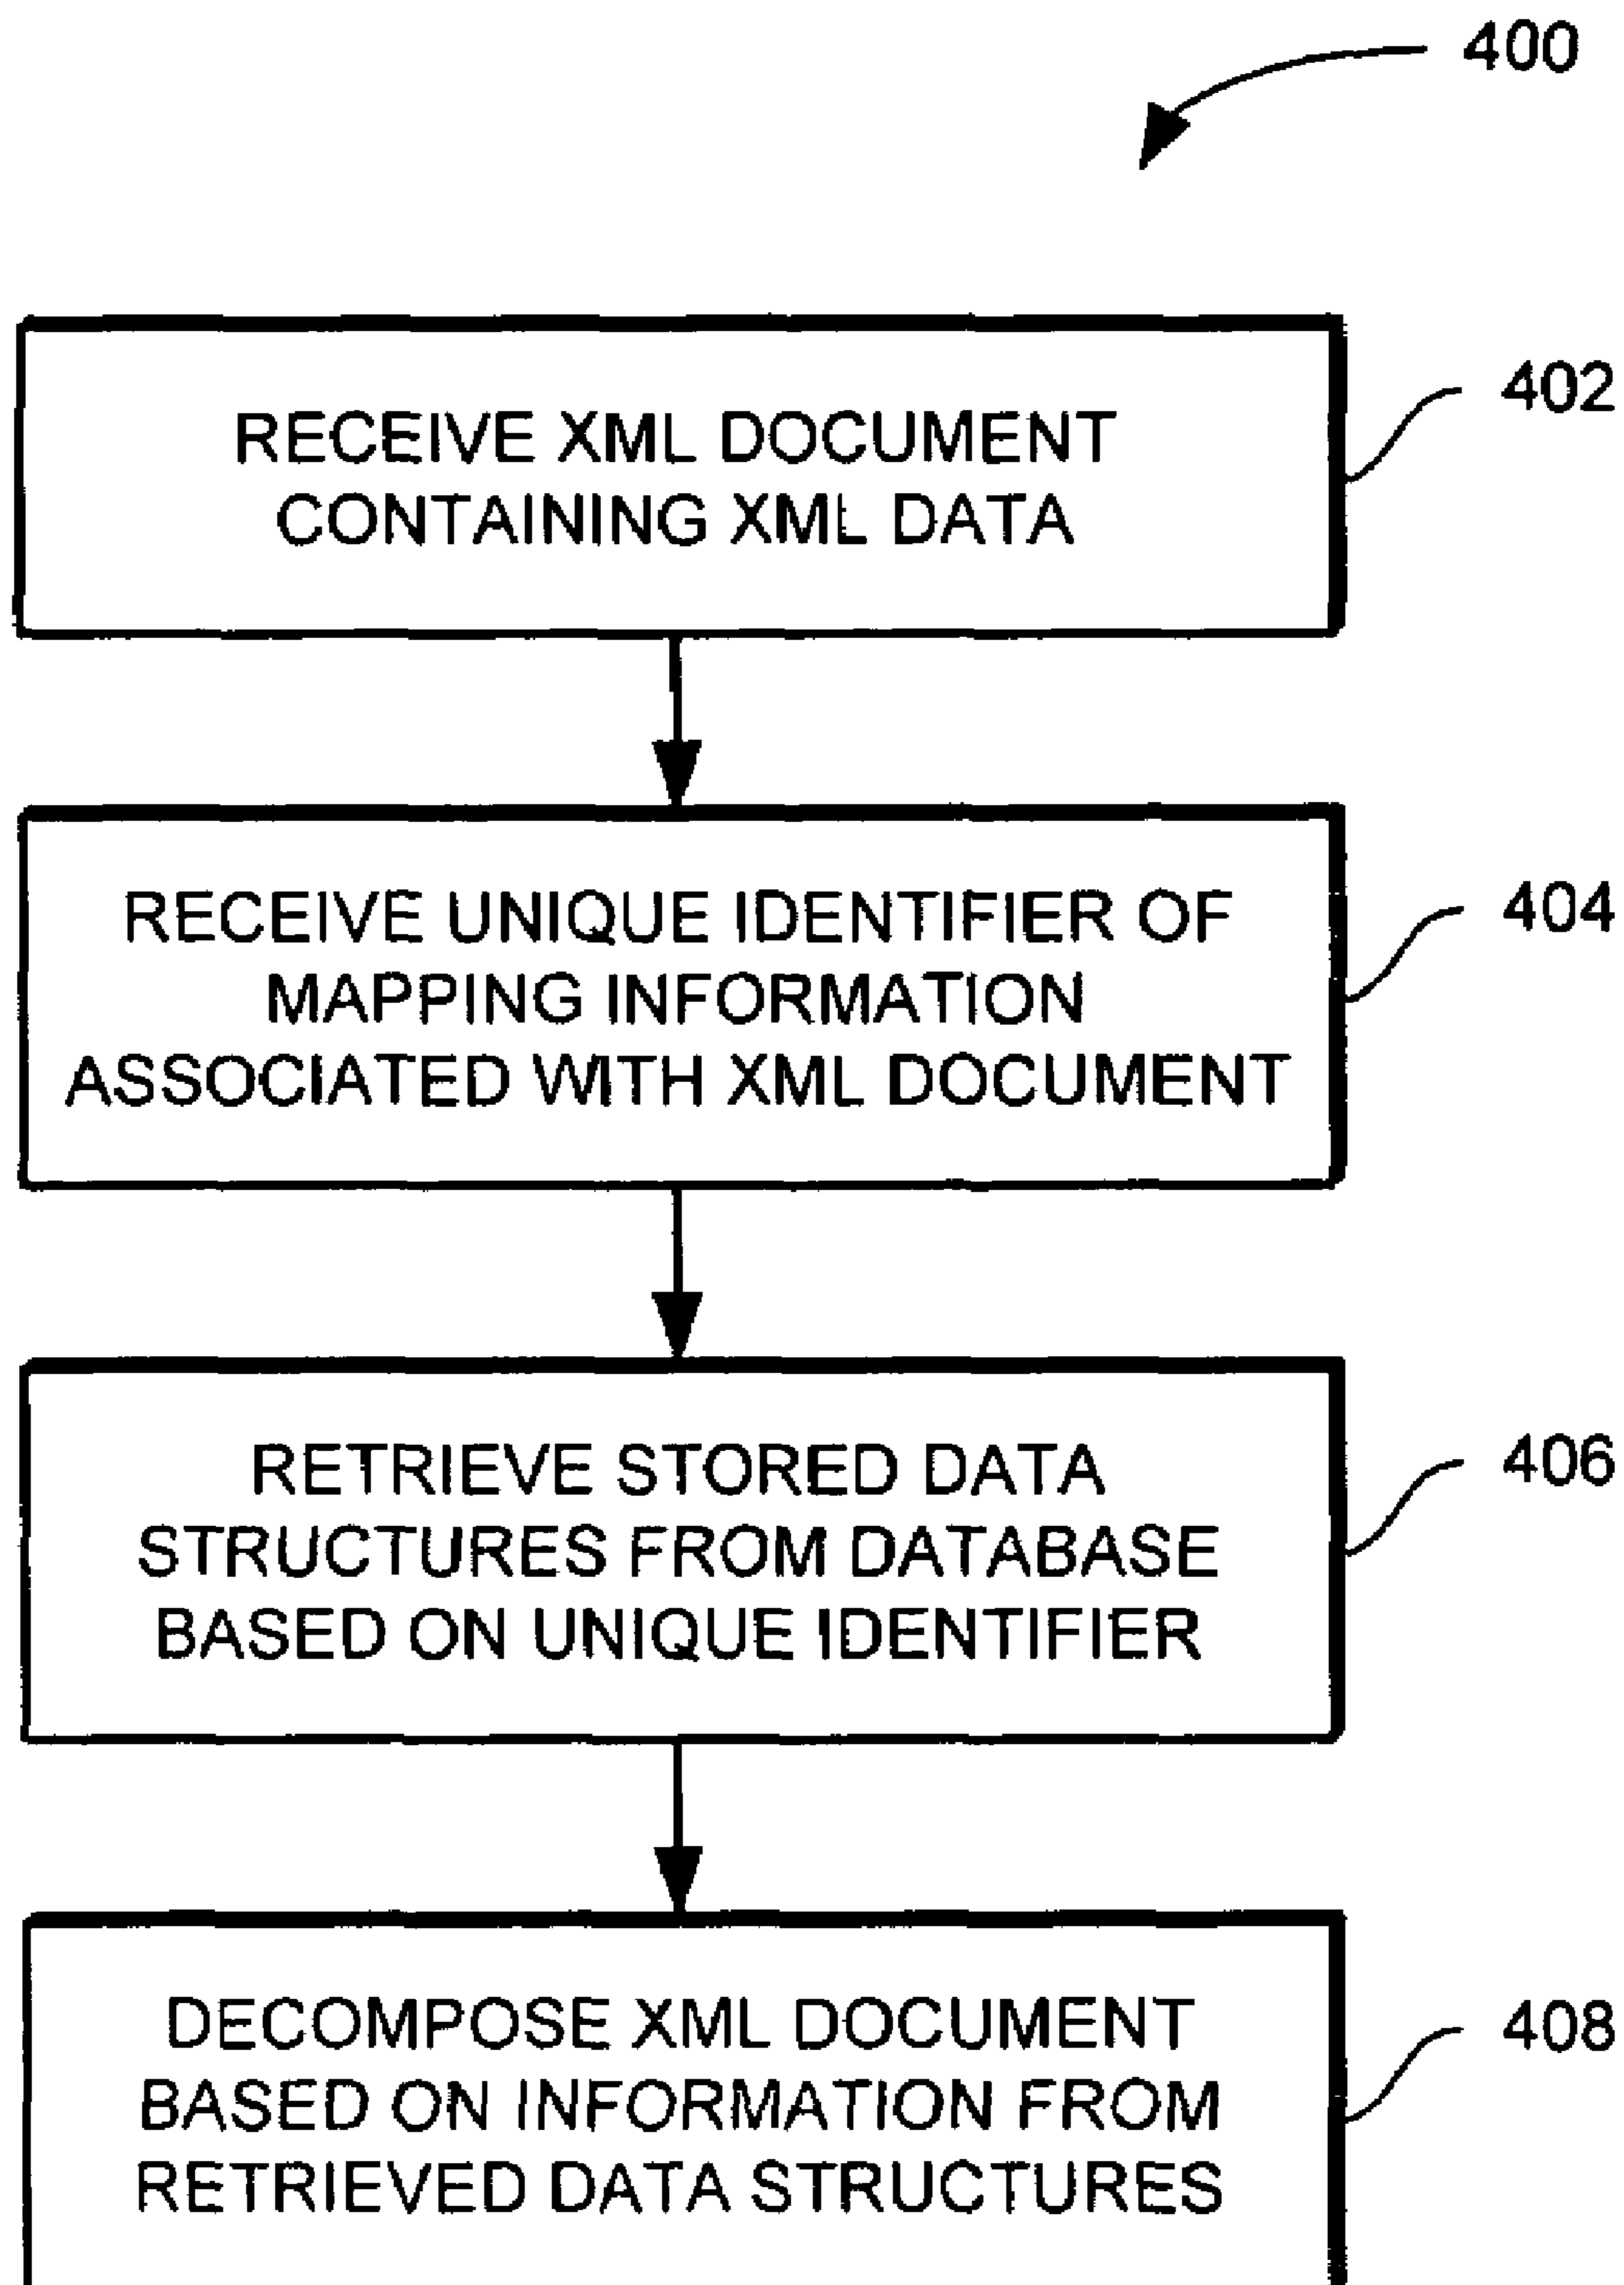 400
RECEIVE XML DOCUMENT
CONTAINING XML DATA
402
RECEIVE UNIQUE IDENTIFIER OF
MAPPING INFORMATION
ASSOCIATED WITH XML DOCUMENT
404
RETRIEVE STORED DATA
STRUCTURES FROM DATABASE
BASED ON UNIQUE IDENTIFIER
406
DECOMPOSE XML DOCUMENT
BASED ON INFORMATION FROM
RETRIEVED DATA STRUCTURES
408